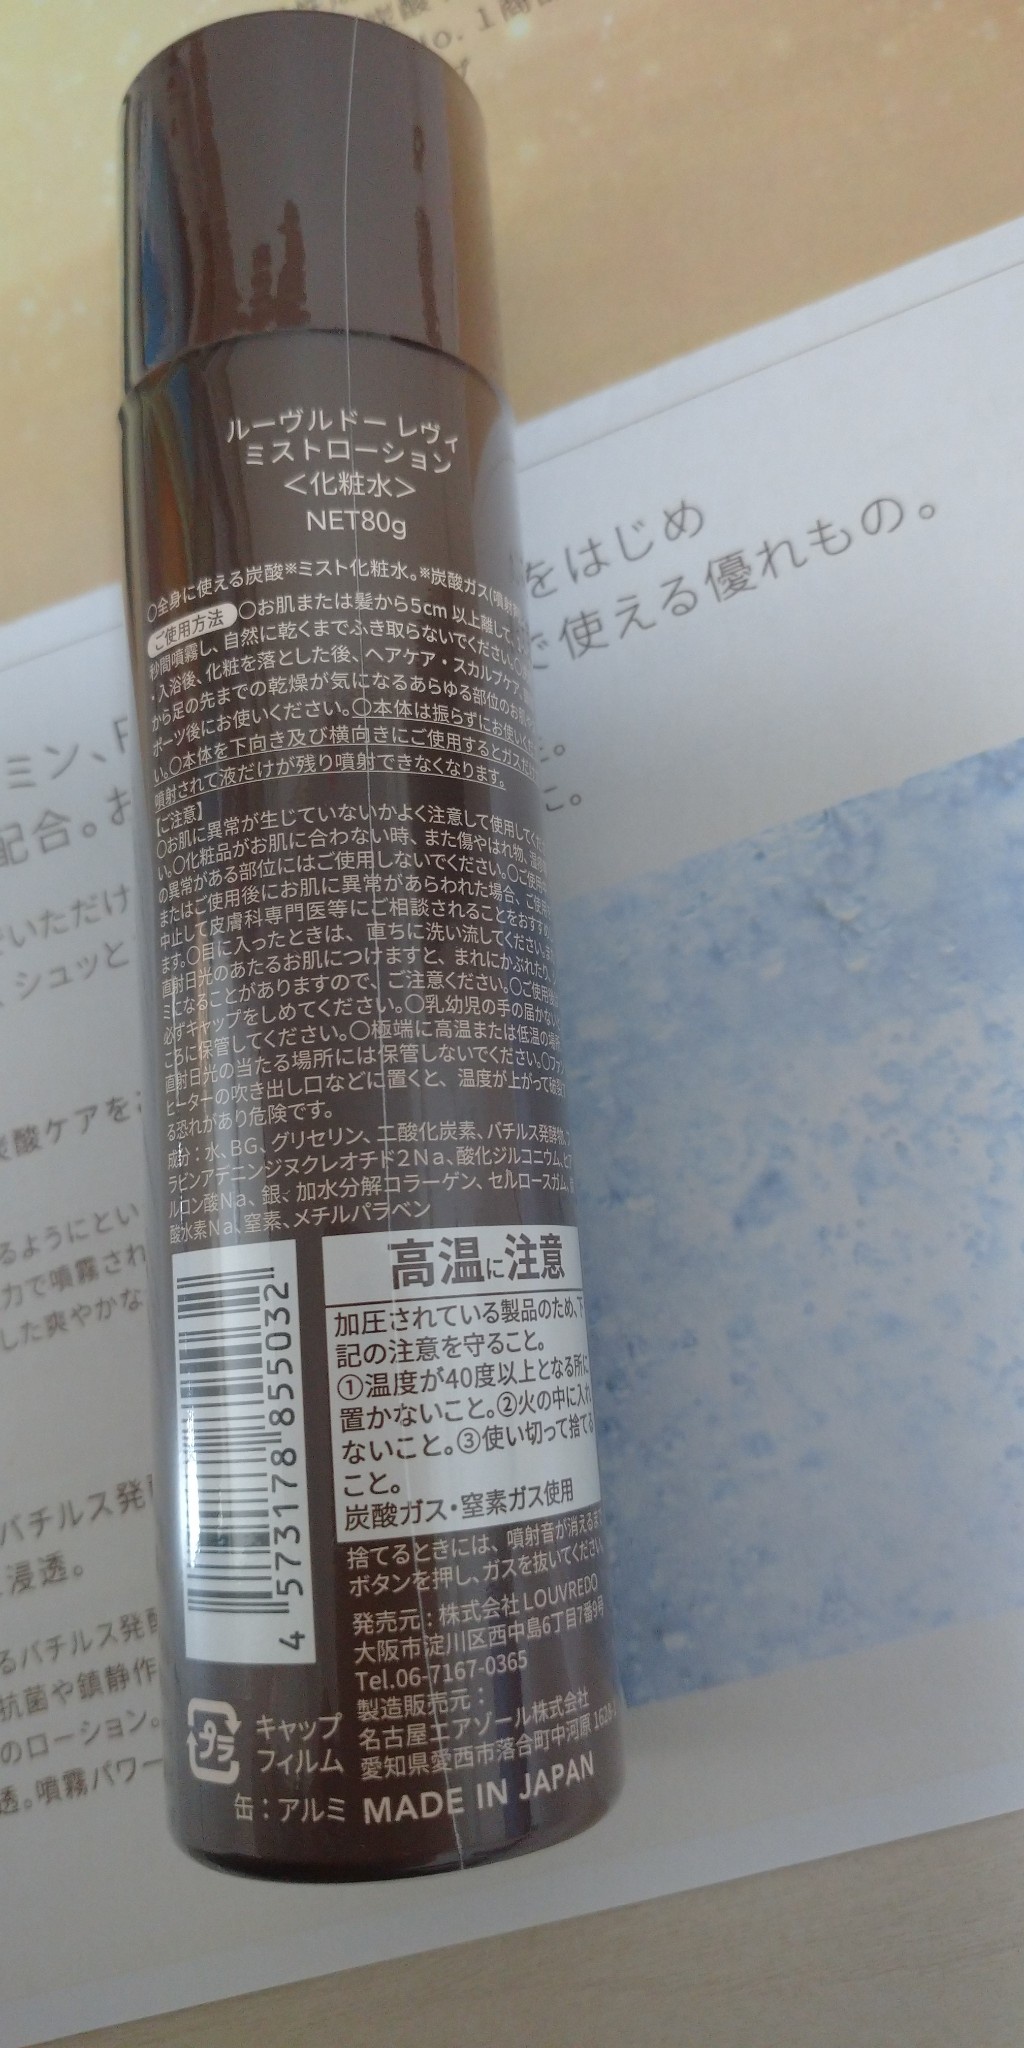 No.1商
炭酸
ルーヴルドー レヴィ
ミストローション
<化粧水>
NET80g
○全身に使える炭酸※ミスト化粧水。※炭酸ガス(噴射
ご使用方法 ○お肌または髪から5cm以上離して、
秒間噴霧し、自然に乾くまでふき取らないでください。
・入浴後、化粧を落とした後、ヘアケア・スカルプケア、
から足の先までの乾燥が気になるあらゆる部位のお肌
ポーツ後にお使いください。○本体は振らずにお使いくだ
い。○本体を下向き及び横向きにご使用するとガスだけ
噴射されて液だけが残り噴射できなくなります。
【ご注意】
○お肌に異常が生じていないかよく注意して使用してくだ
い。○化粧品がお肌に合わない時、また傷やはれ物、湿疹
の異常がある部位にはご使用しないでください。○ご使用中
またはご使用後にお肌に異常があらわれた場合、ご使用
中止して皮膚科専門医等にご相談されることをおすすめ
ます。○目に入ったときは、直ちに洗い流してください。
直射日光のあたるお肌につけますと、まれにかぶれたり、
ミになることがありますので、ご注意ください。○ご使用後
必ずキャップをしめてください。○乳幼児の手の届かない
ころに保管してください。○極端に高温または低温の場所
直射日光の当たる場所には保管しないでください。○ファ
ヒーターの吹き出し口などに置くと、温度が上がって破裂
る恐れがあり危険です。
成分：水、BG、グリセリン、二酸化炭素、バチルス発酵物、
ラビンアデニンジヌクレオチド2Na、酸化ジルコニウム、ヒア
ルロン酸Na、銀、加水分解コラーゲン、セルロースガム、
酸水素Na、窒素、メチルパラベン
高温に注意
加圧されている製品のため、下
記の注意を守ること。
①温度が40度以上となる所に
置かないこと。②火の中に入れ
ないこと。③使い切って捨てる
こと。
炭酸ガス・窒素ガス使用
4 573178 855032
捨てるときには、噴射音が消えるまで
ボタンを押し、ガスを抜いてください。
発売元：株式会社 LOUVREDO
大阪市淀川区西中島6丁目7番9号
Tel.06-7167-0365
製造販売元：
名古屋エアゾール株式会社
愛知県愛西市落合町中河原 1628-
プラ
キャップ
フィルム
缶：アルミ MADE IN JAPAN
をはじめ
で使える優れもの。
ミン、
配合。お
いただけ
シュッと
炭酸ケアを
るようにとい
力で噴霧され
した爽やかな
バチルス発酵
浸透。
るバチルス発酵
抗菌や鎮静作
のローション。
透。噴霧パワー